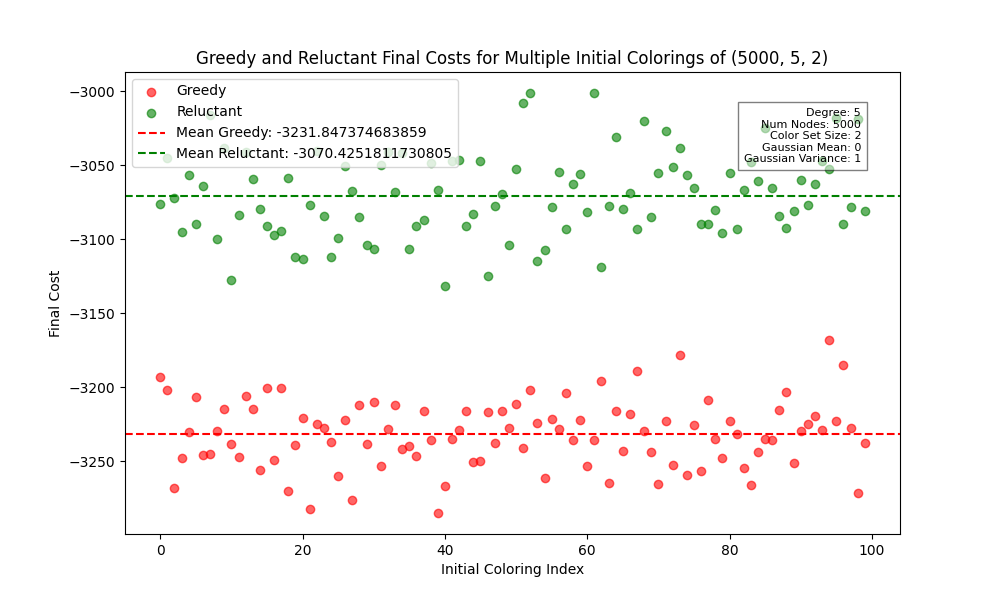 Greedy and Reluctant Final Costs for Multiple Initial Colorings of (5000, 5, 2)
Greedy
Reluctant
Mean Greedy: -3231.847374683859
Mean Reluctant: -3070.4251811730805
Degree: 5
Num Nodes: 5000
Color Set Size: 2
Gaussian Mean: 0
Gaussian Variance: 1
Final Cost
−3000
−3050
−3100
−3150
−3200
−3250
0
20
40
60
80
100
Initial Coloring Index